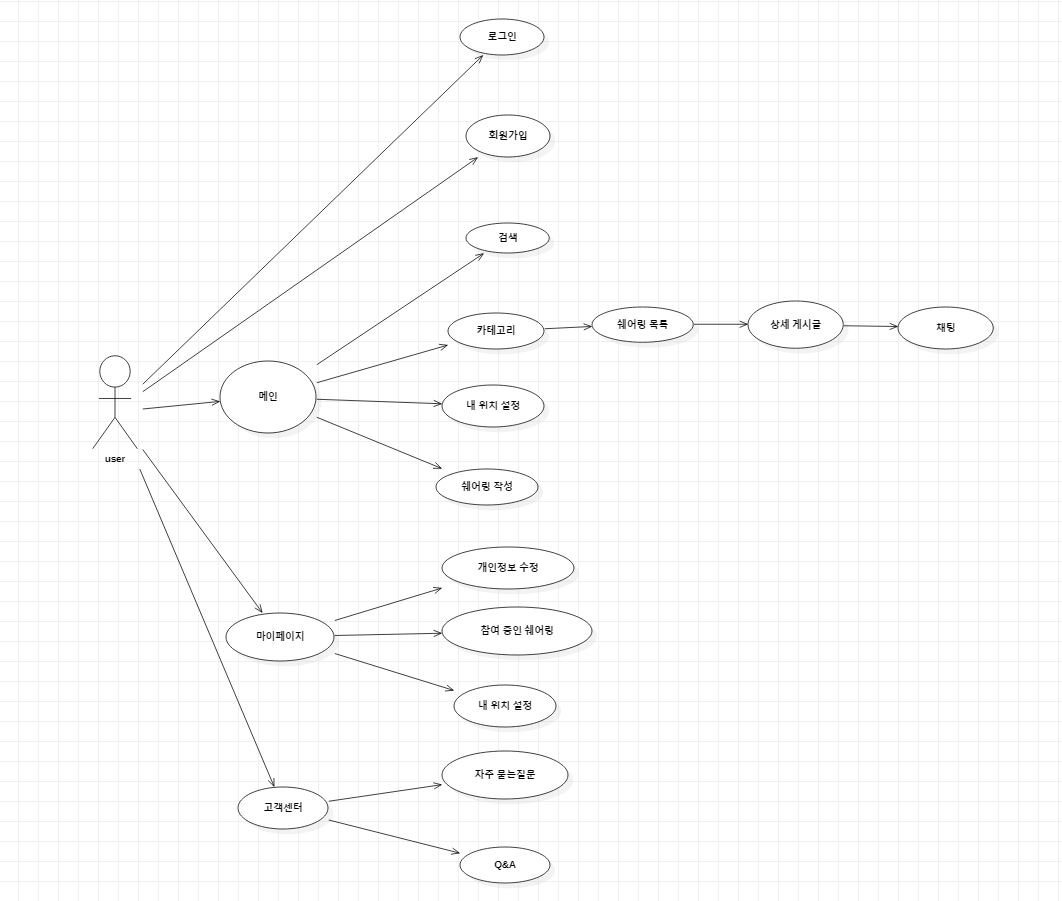 로그인
회원가입
검색
카테고리
쉐어링 목록
상세 게시글
채팅
메인
내 위치 설정
user
쉐어링 작성
개인정보 수정
참여 중인 쉐어링
마이페이지
내 위치 설정
자주 묻는질문
고객센터
Q&A